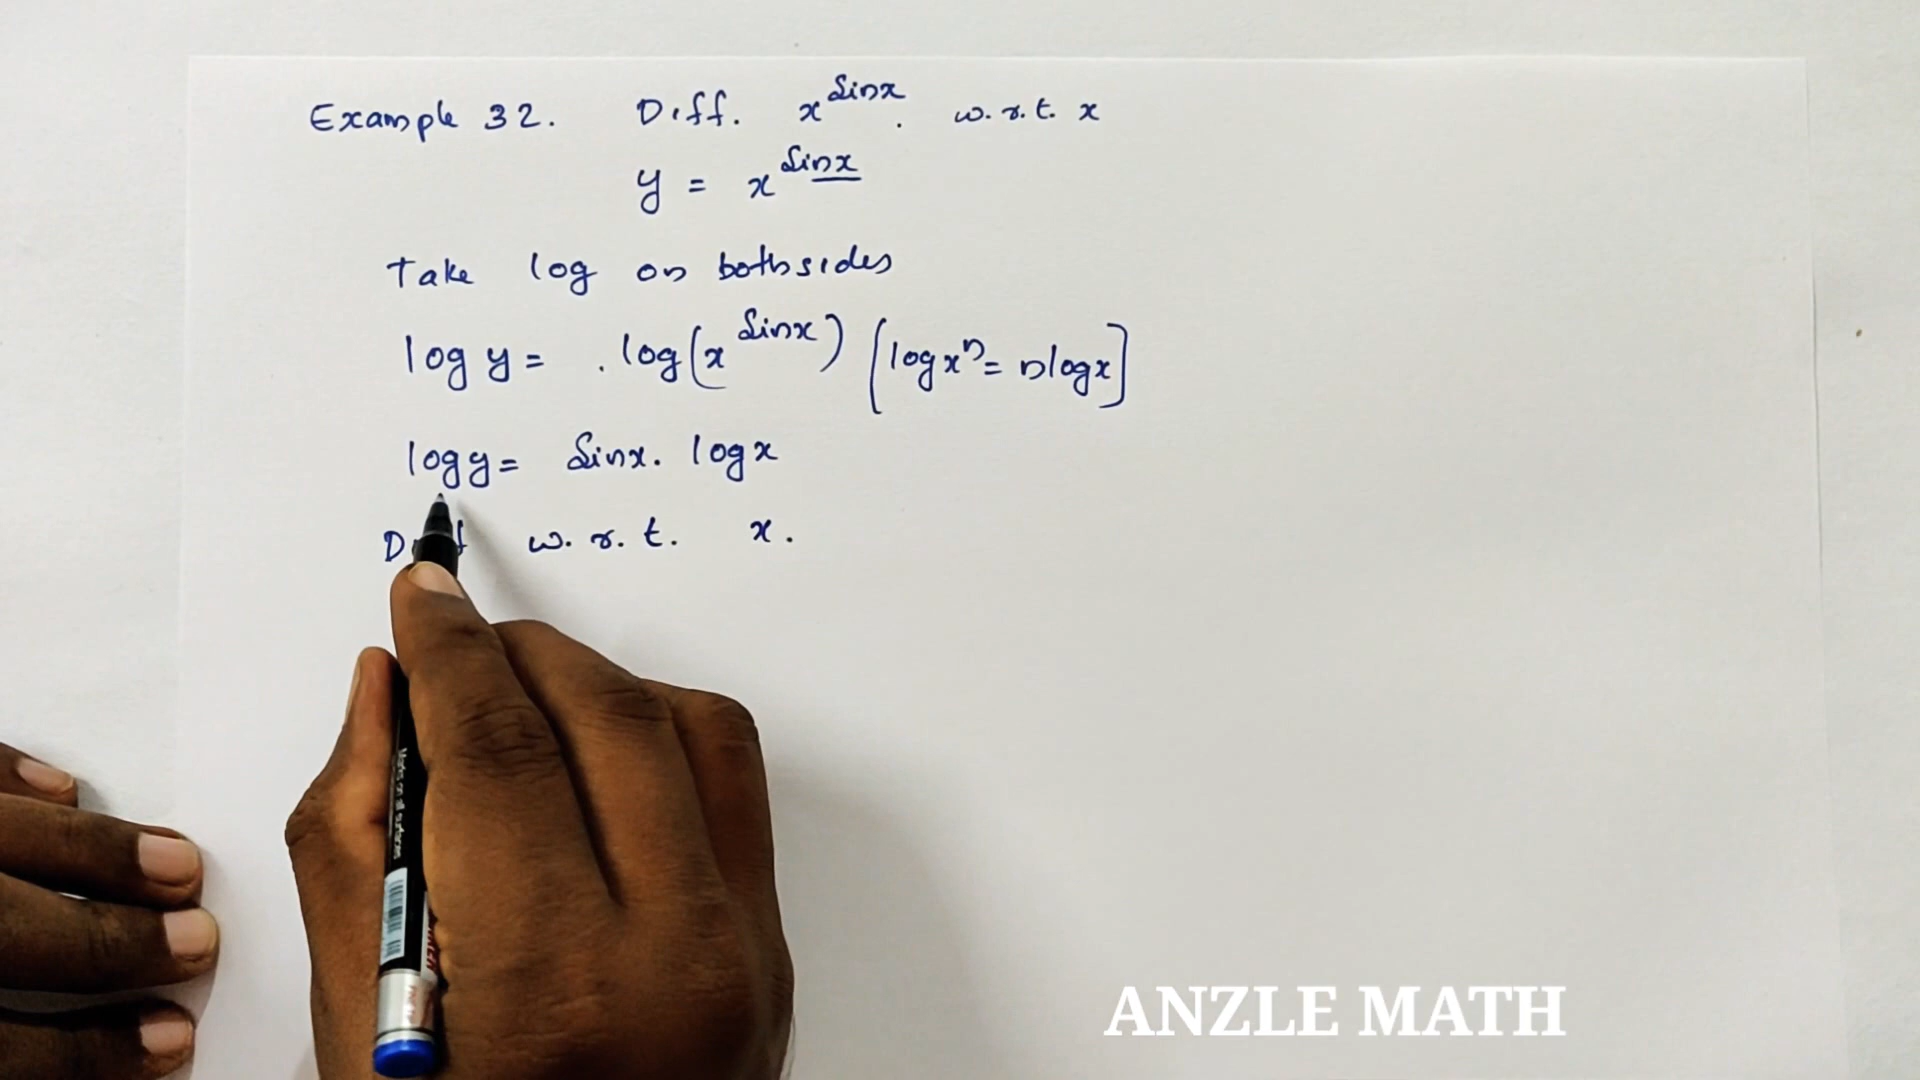 Example 32. Diff. x^sinx. w.r.t. x
y = x^sinx
Take log on bothsides
log y = . log(x^sinx) [log x^n = n log x]
log y = sinx. log x
Diff w.r.t. x.
ANZLE MATH